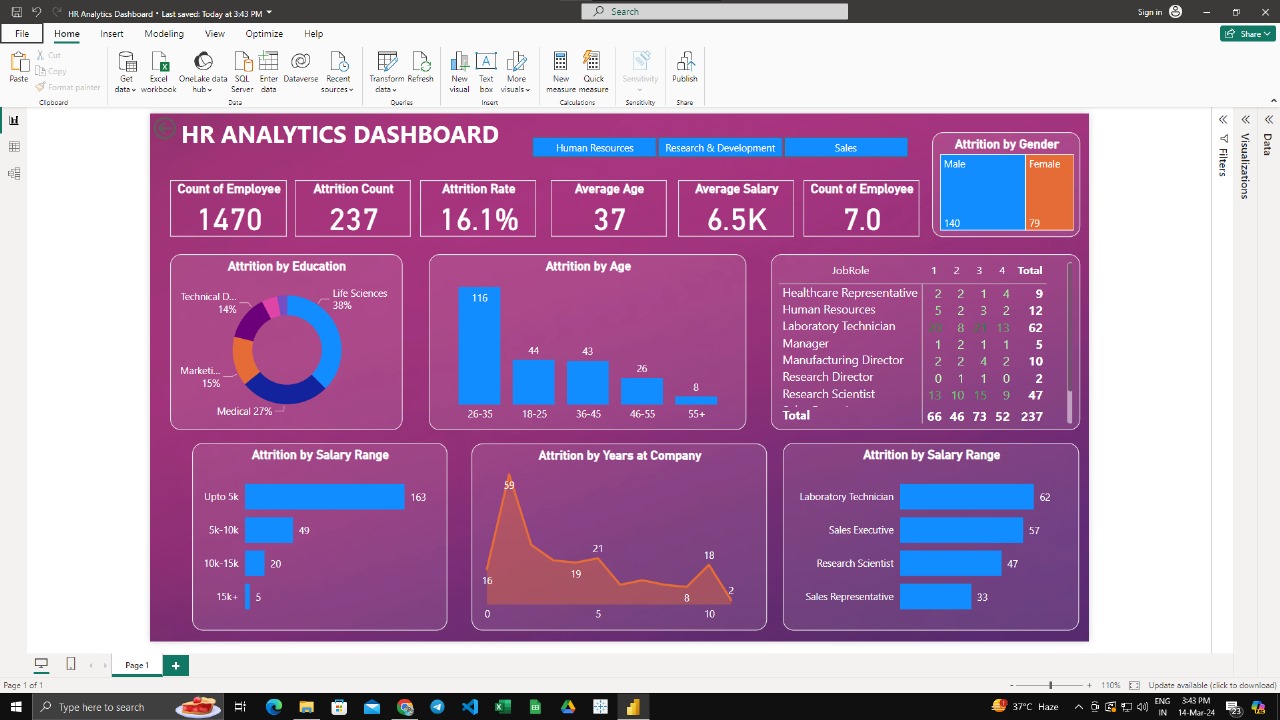 HR Analytics Dashboard • Last saved: Today at 3:43 PM
Search
Sign in
File Home Insert Modeling View Optimize Help
Share
Paste
Cut
Copy
Format painter
Clipboard
Get data
Excel workbook
OneLake data hub
SQL Server
Enter data
Dataverse
Recent sources
Data
Transform data
Refresh
Queries
New visual
Text box
More visuals
Insert
New measure
Quick measure
Calculations
Sensitivity
Sensitivity
Publish
Share
Filters
Visualizations
Data
HR ANALYTICS DASHBOARD
Human Resources
Research & Development
Sales
Attrition by Gender
Male
Female
140
79
Count of Employee
1470
Attrition Count
237
Attrition Rate
16.1%
Average Age
37
Average Salary
6.5K
Count of Employee
7.0
Attrition by Education
Life Sciences
38%
Technical D...
14%
Marketi...
15%
Medical 27%
Attrition by Age
116
44
43
26
8
26-35 18-25 36-45 46-55 55+
JobRole 1 2 3 4 Total
Healthcare Representative 2 2 1 4 9
Human Resources 5 2 3 2 12
Laboratory Technician 8 13 62
Manager 1 2 1 1 5
Manufacturing Director 2 2 4 2 10
Research Director 0 1 1 0 2
Research Scientist 13 10 15 9 47
Total 66 46 73 52 237
Attrition by Salary Range
Upto 5k 163
5k-10k 49
10k-15k 20
15k+ 5
Attrition by Years at Company
59
16
19
21
8
18
2
0 5 10
Attrition by Salary Range
Laboratory Technician 62
Sales Executive 57
Research Scientist 47
Sales Representative 33
Page 1
Page 1 of 1
110%
Update available (click to download)
Type here to search
37°C Haze
ENG
IN
3:43 PM
14-Mar-24
23